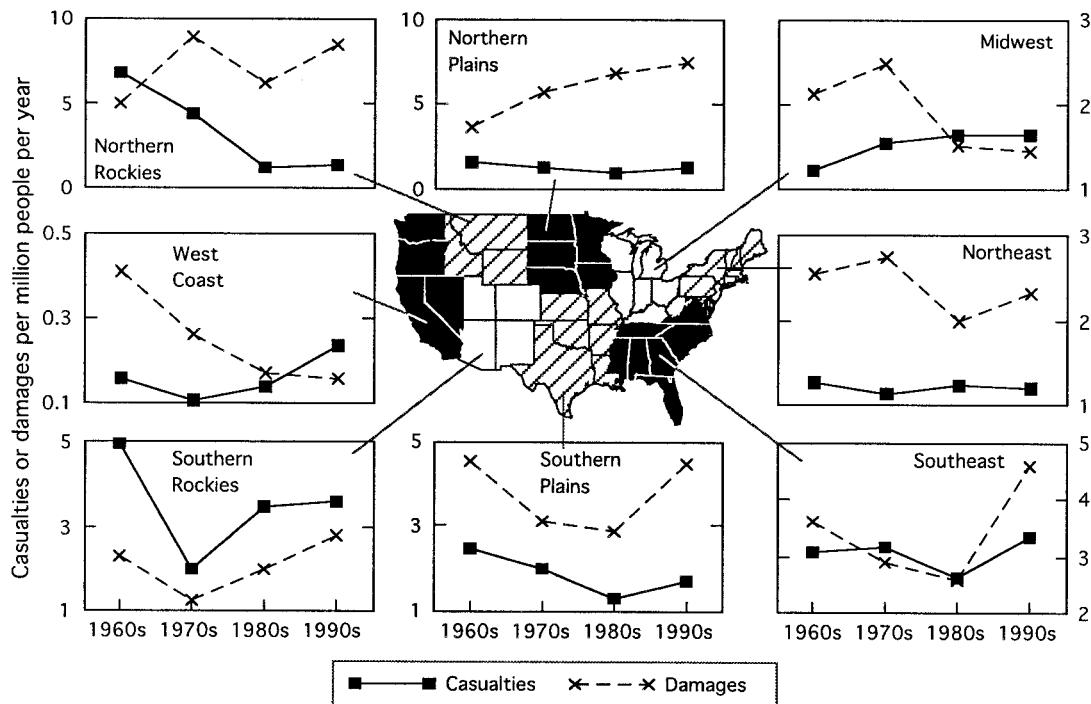 Casualties or damages per million people per year
10
5
0
Northern
Rockies
10
5
0
Northern
Plains
3
2
1
Midwest
0.5
0.3
0.1
West
Coast
3
2
1
Northeast
5
3
1
Southern
Rockies
1960s 1970s 1980s 1990s
5
3
1
Southern
Plains
1960s 1970s 1980s 1990s
5
4
3
2
Southeast
1960s 1970s 1980s 1990s
Casualties Damages